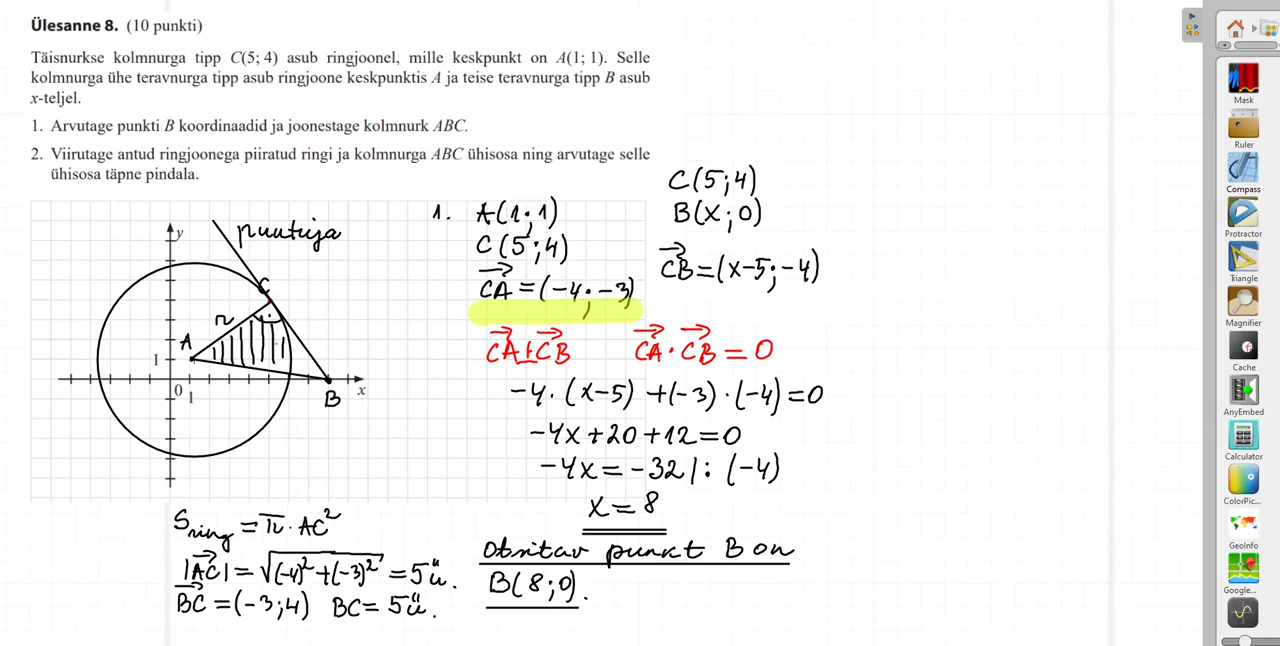 Ülesanne 8. (10 punkti)
Täisnurkse kolmnurga tipp C(5; 4) asub ringjoonel, mille keskpunkt on A(1; 1). Selle
kolmnurga ühe teravnurga tipp asub ringjoone keskpunktis A ja teise teravnurga tipp B asub
x-teljel.
1. Arvutage punkti B koordinaadid ja joonestage kolmnurk ABC.
2. Viirutage antud ringjoonega piiratud ringi ja kolmnurga ABC ühisosa ning arvutage selle
ühisosa täpne pindala.
y
puutuja
C
r
A
1
0
1
B
x
1. A(1;1)
C(5;4)
CA = (-4;-3)
C(5;4)
B(x;0)
CB=(x-5;-4)
CA⊥CB CA·CB=0
-4·(x-5)+(-3)·(-4)=0
-4x+20+12=0
-4x=-32|:(-4)
x=8
Otsitav punkt B on
B(8;0).
Sring=π·AC²
|AC|=√(-4)²+(-3)²=5ü.
BC=(-3;4) BC=5ü.
Mask
Ruler
Compass
Protractor
Triangle
Magnifier
Cache
AnyEmbed
Calculator
ColorPic...
GeoInfo
Google...